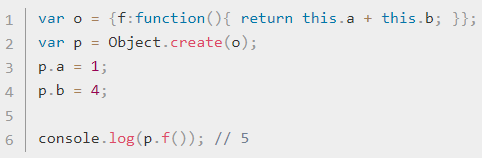 1 var o = {f:function(){ return this.a + this.b; }};
2 var p = Object.create(o);
3 p.a = 1;
4 p.b = 4;
5
6 console.log(p.f()); // 5